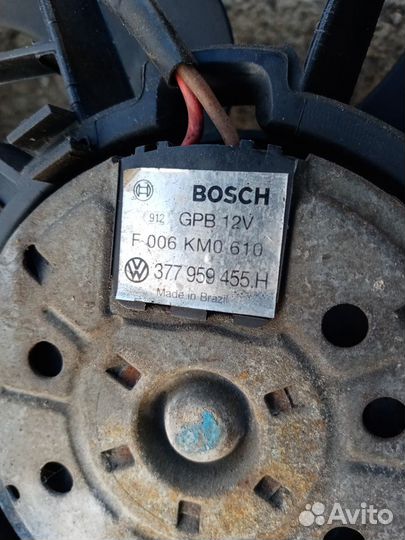 BOSCH
912 GPB 12V
F 006 KM0 610
377 959 455.H
Made in Brazil
Avito